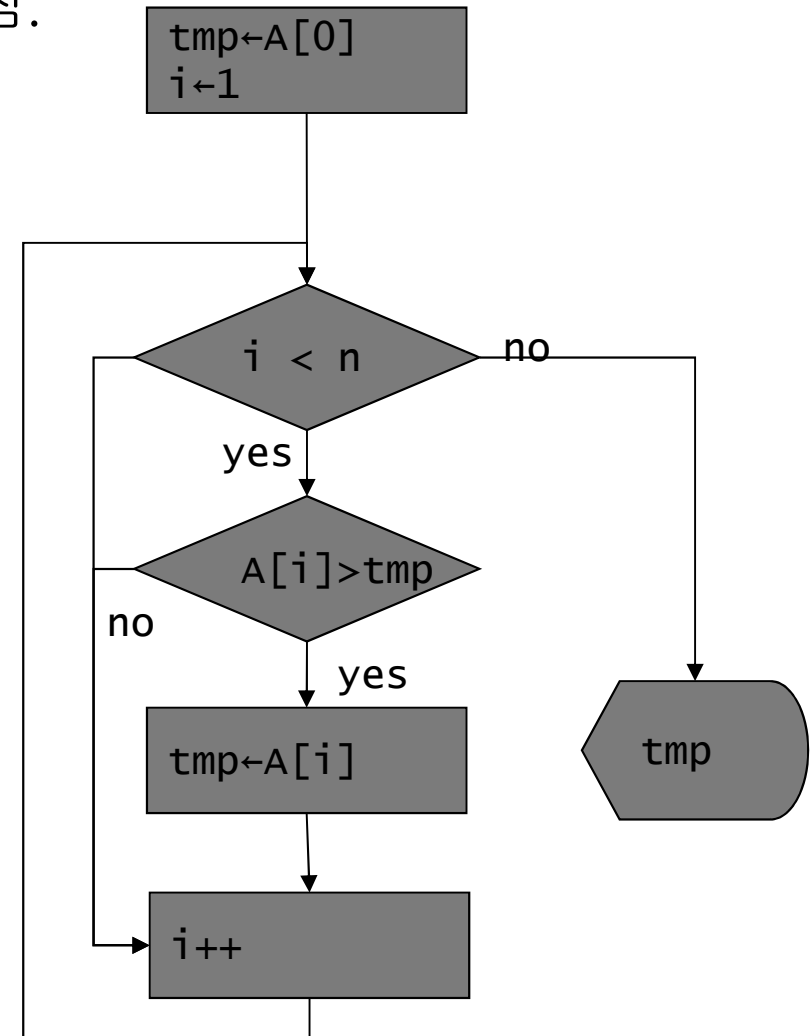 .
tmp←A[0]
i←1
i < n
no
yes
A[i]>tmp
no
yes
tmp←A[i]
tmp
i++